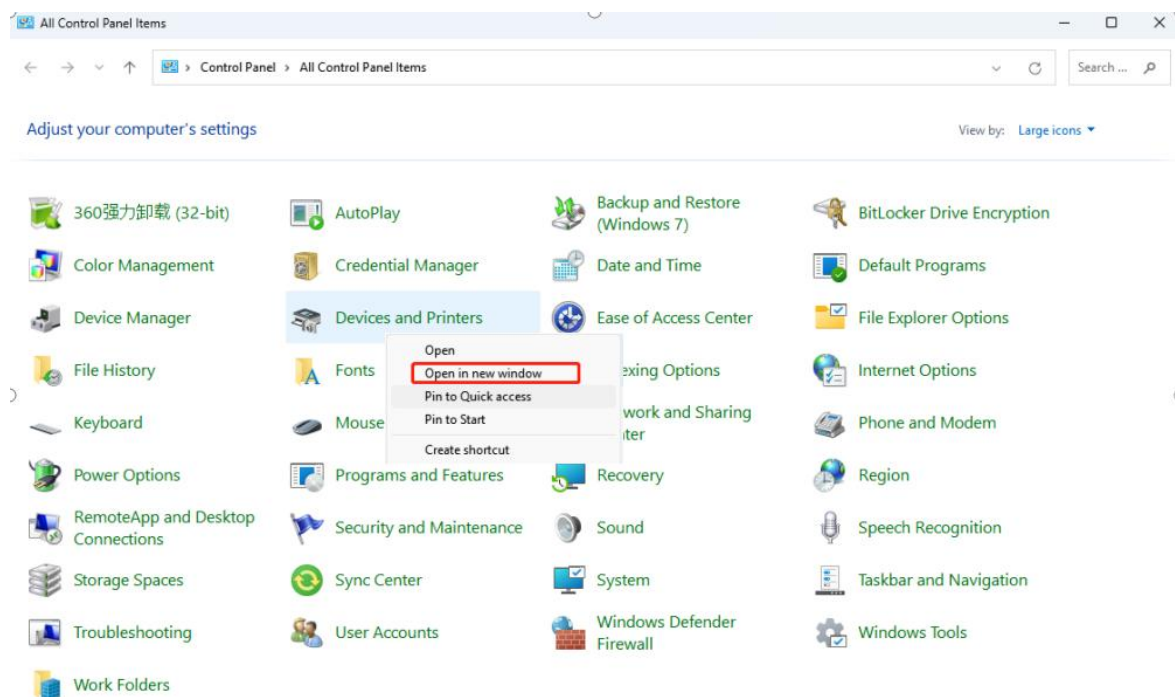 All Control Panel Items
Control Panel > All Control Panel Items
Search ...
Adjust your computer's settings
View by: Large icons
360强力卸载 (32-bit)
AutoPlay
Backup and Restore
(Windows 7)
BitLocker Drive Encryption
Color Management
Credential Manager
Date and Time
Default Programs
Device Manager
Devices and Printers
Ease of Access Center
File Explorer Options
Open
File History
Fonts
Open in new window
exing Options
Internet Options
Pin to Quick access
Keyboard
Mouse
Pin to Start
work and Sharing
ter
Phone and Modem
Create shortcut
Power Options
Programs and Features
Recovery
Region
RemoteApp and Desktop
Connections
Security and Maintenance
Sound
Speech Recognition
Storage Spaces
Sync Center
System
Taskbar and Navigation
Troubleshooting
User Accounts
Windows Defender
Firewall
Windows Tools
Work Folders